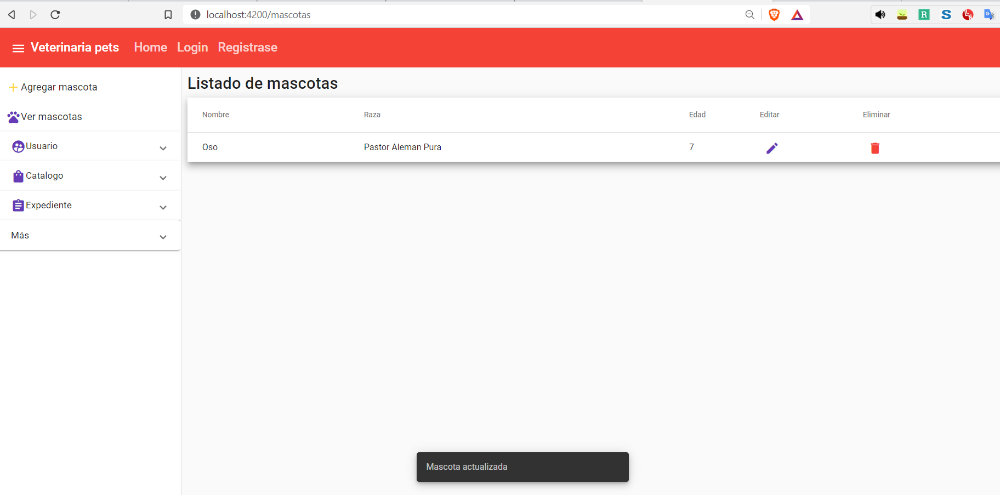 localhost:4200/mascotas
Veterinaria pets Home Login Registrase
Agregar mascota
Ver mascotas
Usuario
Catalogo
Expediente
Más
Listado de mascotas
Nombre Raza Edad Editar Eliminar
Oso Pastor Aleman Pura 7
Mascota actualizada